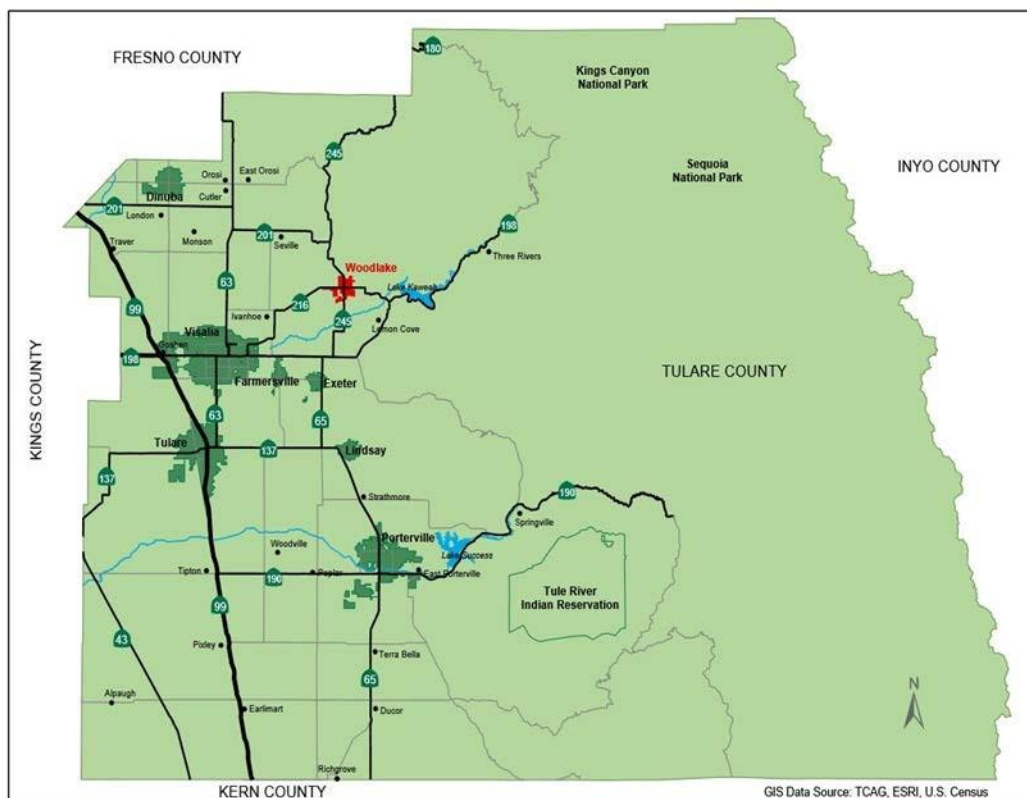 FRESNO COUNTY
180
Kings Canyon
National Park
245
Sequoia
National Park
INYO COUNTY
Orosi
East Orosi
Cutler
Dinuba
201
London
Monson
201
Seville
198
Three Rivers
Traver
Woodlake
63
Lake Kaweah
99
216
Ivanhoe
245
Lemon Cove
Visalia
Goshen
198
Farmersville
Exeter
TULARE COUNTY
KINGS COUNTY
63
65
Tulare
137
Lindsay
137
Strathmore
190
Springville
Porterville
Woodville
Lake Success
Tipton
190
Poplar
East Porterville
Tule River
Indian Reservation
99
43
Pixley
Terra Bella
65
Alpaugh
Earlimart
Ducor
N
Richgrove
KERN COUNTY
GIS Data Source: TCAG, ESRI, U.S. Census